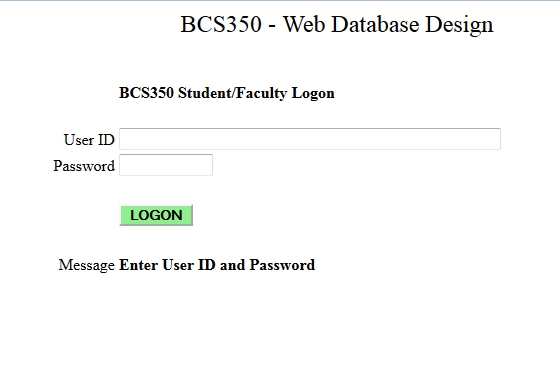 BCS350 - Web Database Design
BCS350 Student/Faculty Logon
User ID
Password
LOGON
Message Enter User ID and Password